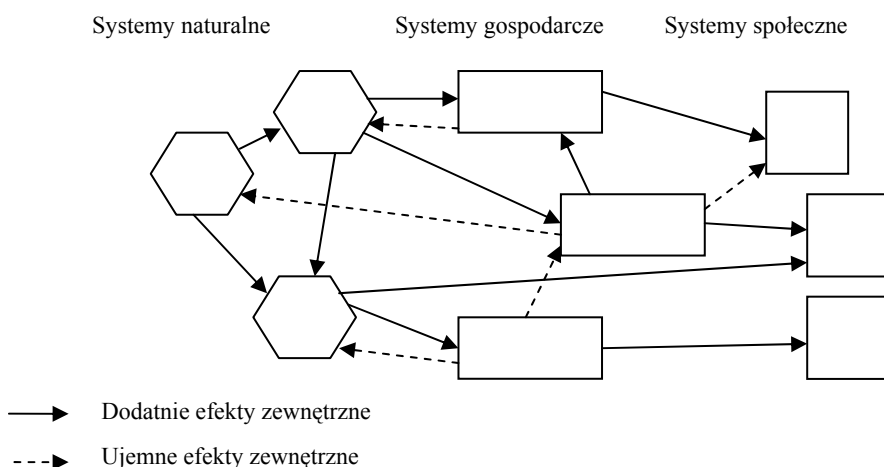 Systemy naturalne Systemy gospodarcze Systemy społeczne
Dodatnie efekty zewnętrzne
Ujemne efekty zewnętrzne